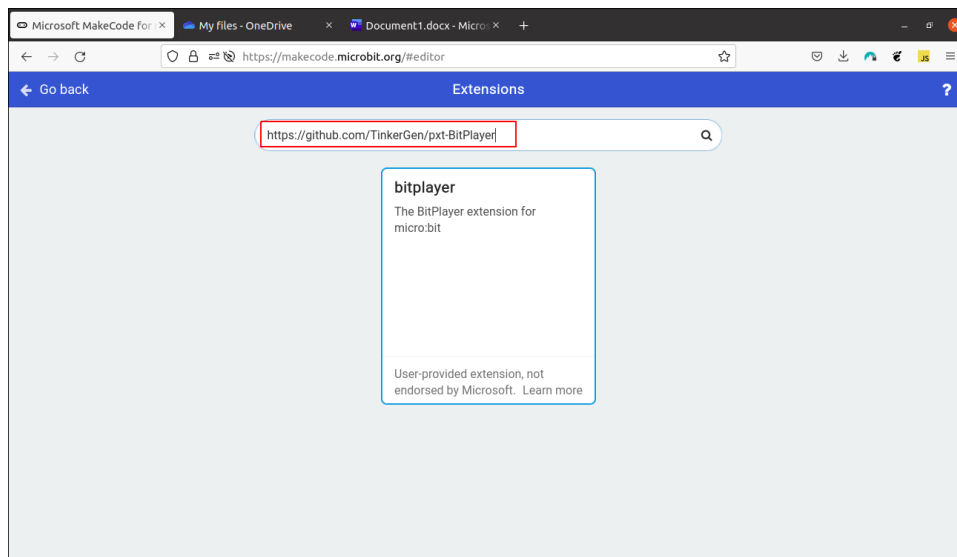 Microsoft MakeCode for
My files - OneDrive
Document1.docx - Micros
https://makecode.microbit.org/#editor
JS
Go back
Extensions
?
https://github.com/TinkerGen/pxt-BitPlayer
bitplayer
The BitPlayer extension for
micro:bit
User-provided extension, not
endorsed by Microsoft. Learn more